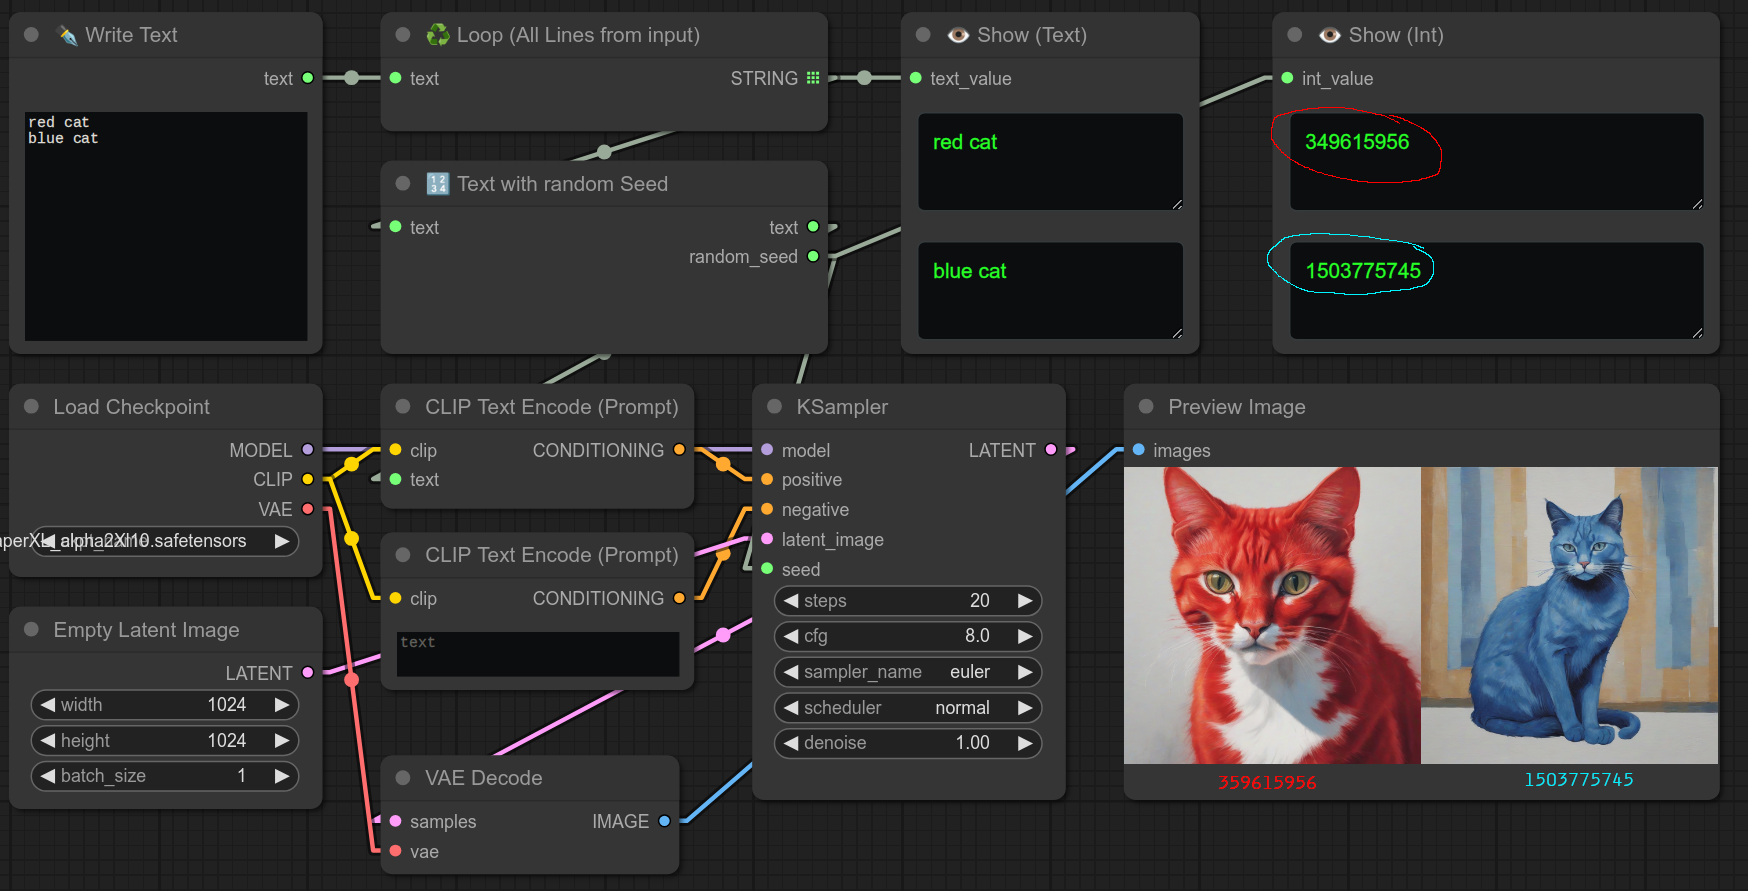 Write Text
text
red cat
blue cat
Loop (All Lines from input)
text STRING
Text with random Seed
text text
random_seed
Show (Text)
text_value
red cat
blue cat
Show (Int)
int_value
349615956
1503775745
Load Checkpoint
MODEL
CLIP
VAE
Empty Latent Image
LATENT
width 1024
height 1024
batch_size 1
CLIP Text Encode (Prompt)
clip CONDITIONING
text
CLIP Text Encode (Prompt)
clip CONDITIONING
text
VAE Decode
samples IMAGE
vae
KSampler
model LATENT
positive
negative
latent_image
seed
steps 20
cfg 8.0
sampler_name euler
scheduler normal
denoise 1.00
Preview Image
images
359615956 1503775745